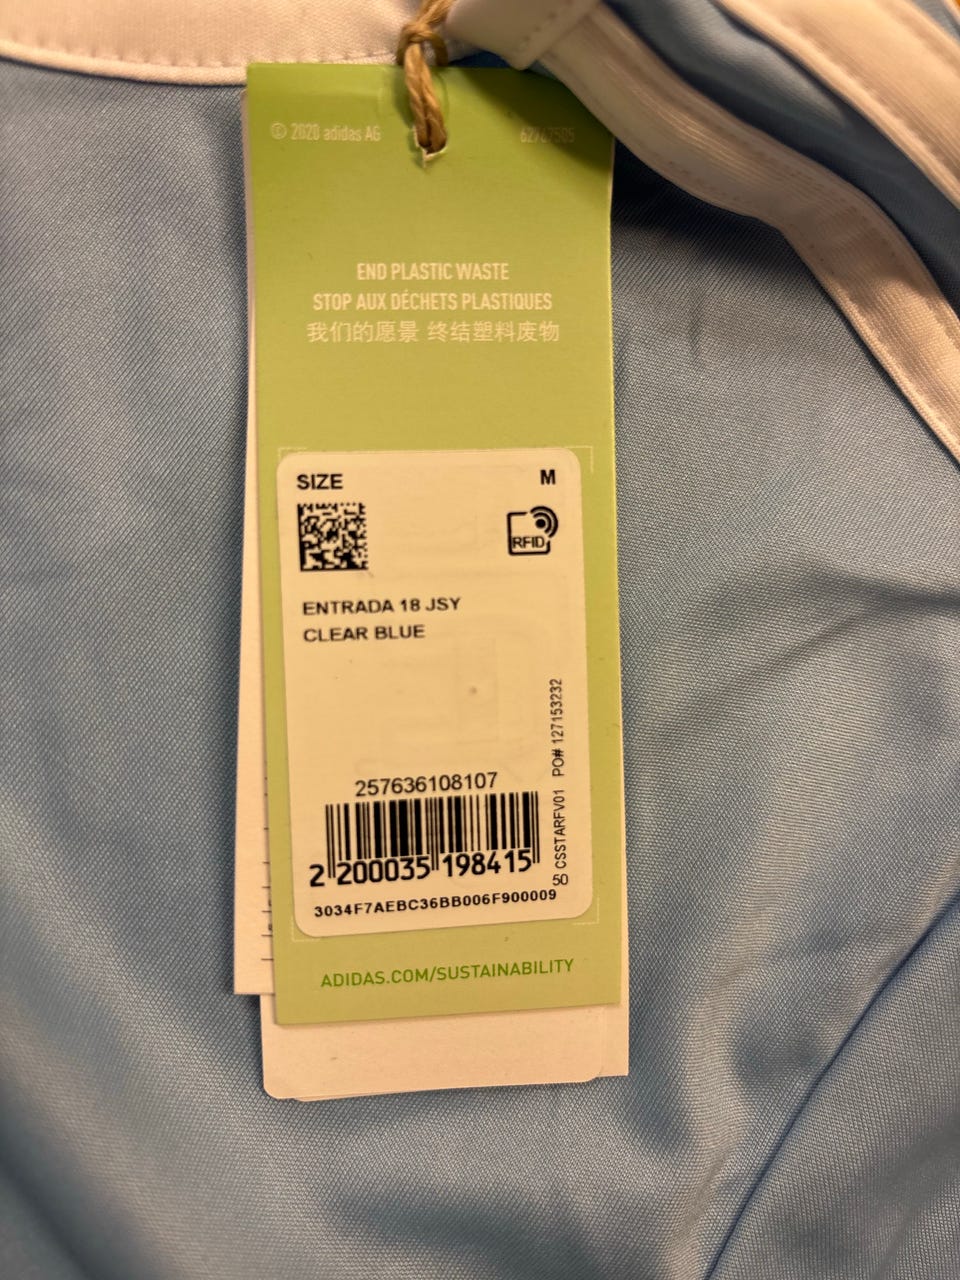 © 2020 adidas AG
62767505
END PLASTIC WASTE
STOP AUX DÉCHETS PLASTIQUES
我们的愿景 终结塑料废物
SIZE M
RFID
ENTRADA 18 JSY
CLEAR BLUE
257636108107
2 200035 198415
3034F7AEBC36BB006F900009
50 CSSTARFV01 PO# 127153232
ADIDAS.COM/SUSTAINABILITY